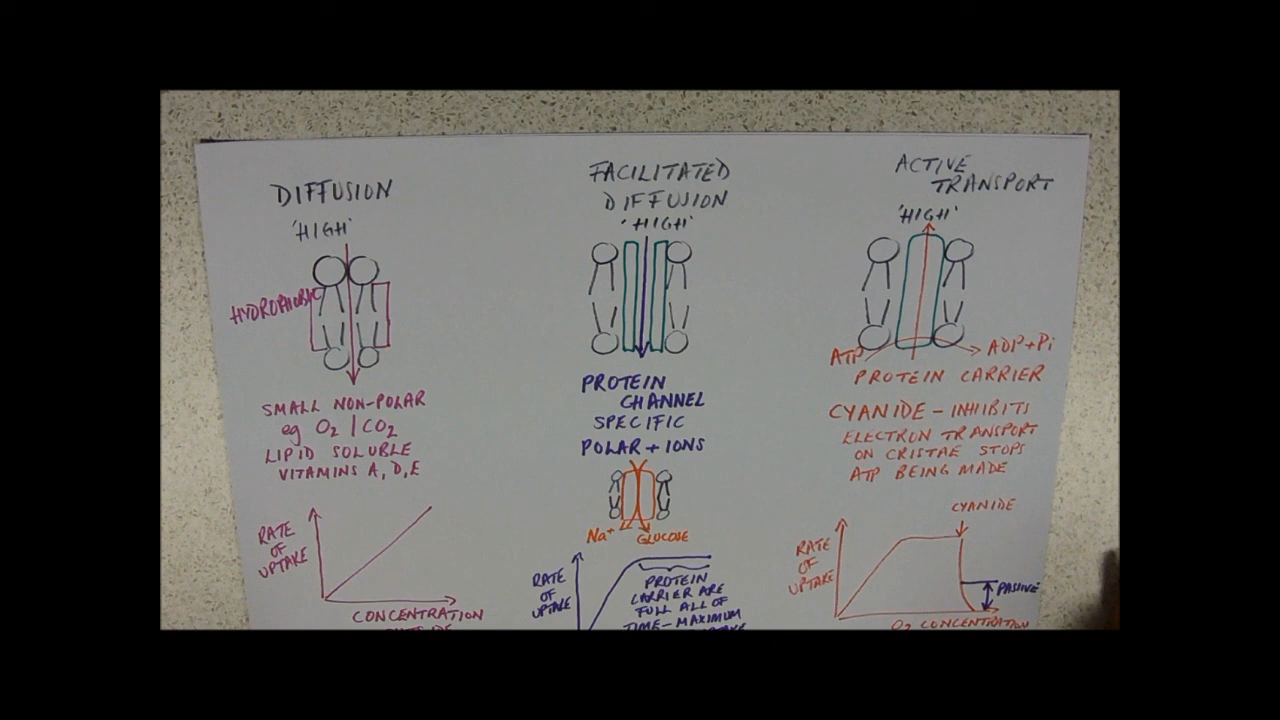 DIFFUSION
'HIGH'
HYDROPHOBIC
SMALL NON-POLAR
eg O2 / CO2
LIPID SOLUBLE
VITAMINS A, D, E
RATE
OF
UPTAKE
CONCENTRATION
FACILITATED
DIFFUSION
'HIGH'
PROTEIN
CHANNEL
SPECIFIC
POLAR + IONS
Na+ GLUCOSE
RATE
OF
UPTAKE
PROTEIN
CARRIER ARE
FULL ALL OF
TIME - MAXIMUM
ACTIVE
TRANSPORT
'HIGH'
ATP ADP + Pi
PROTEIN CARRIER
CYANIDE - INHIBITS
ELECTRON TRANSPORT
ON CRISTAE STOPS
ATP BEING MADE
CYANIDE
RATE
OF
UPTAKE
PASSIVE
O2 CONCENTRATION